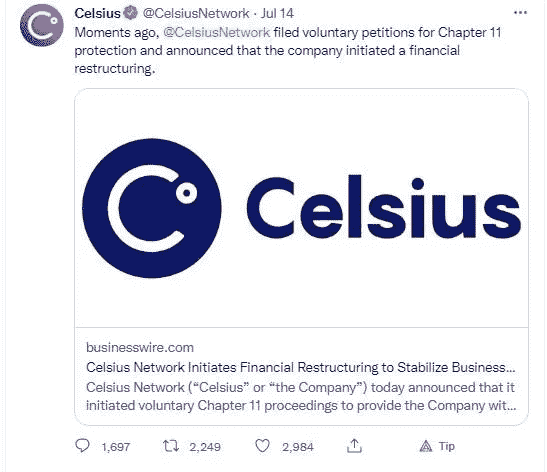 Celsius @CelsiusNetwork · Jul 14
Moments ago, @CelsiusNetwork filed voluntary petitions for Chapter 11
protection and announced that the company initiated a financial
restructuring.
Celsius
businesswire.com
Celsius Network Initiates Financial Restructuring to Stabilize Business...
Celsius Network (“Celsius” or “the Company”) today announced that it
initiated voluntary Chapter 11 proceedings to provide the Company wit...
1,697 2,249 2,984 Tip